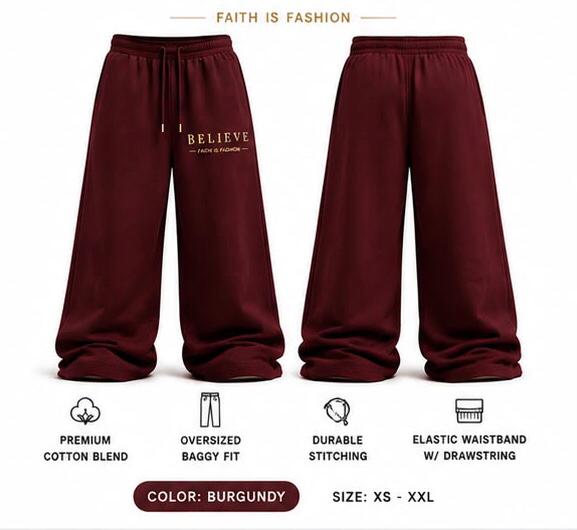 FAITH IS FASHION
BELIEVE
FAITH IS FASHION
PREMIUM
COTTON BLEND
OVERSIZED
BAGGY FIT
DURABLE
STITCHING
ELASTIC WAISTBAND
W/ DRAWSTRING
COLOR: BURGUNDY
SIZE: XS - XXL